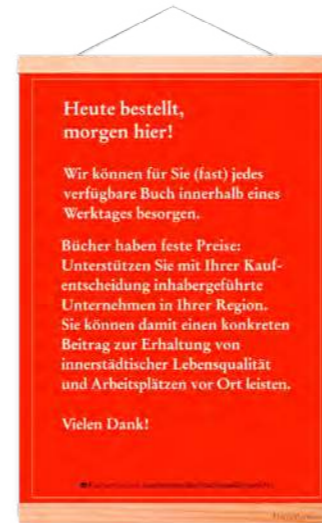 Heute bestellt,
morgen hier!
Wir können für Sie (fast) jedes
verfügbare Buch innerhalb eines
Werktages besorgen.
Bücher haben feste Preise:
Unterstützen Sie mit Ihrer Kauf-
entscheidung inhabergeführte
Unternehmen in Ihrer Region.
Sie können damit einen konkreten
Beitrag zur Erhaltung von
innerstädtischer Lebensqualität
und Arbeitsplätzen vor Ort leisten.
Vielen Dank!